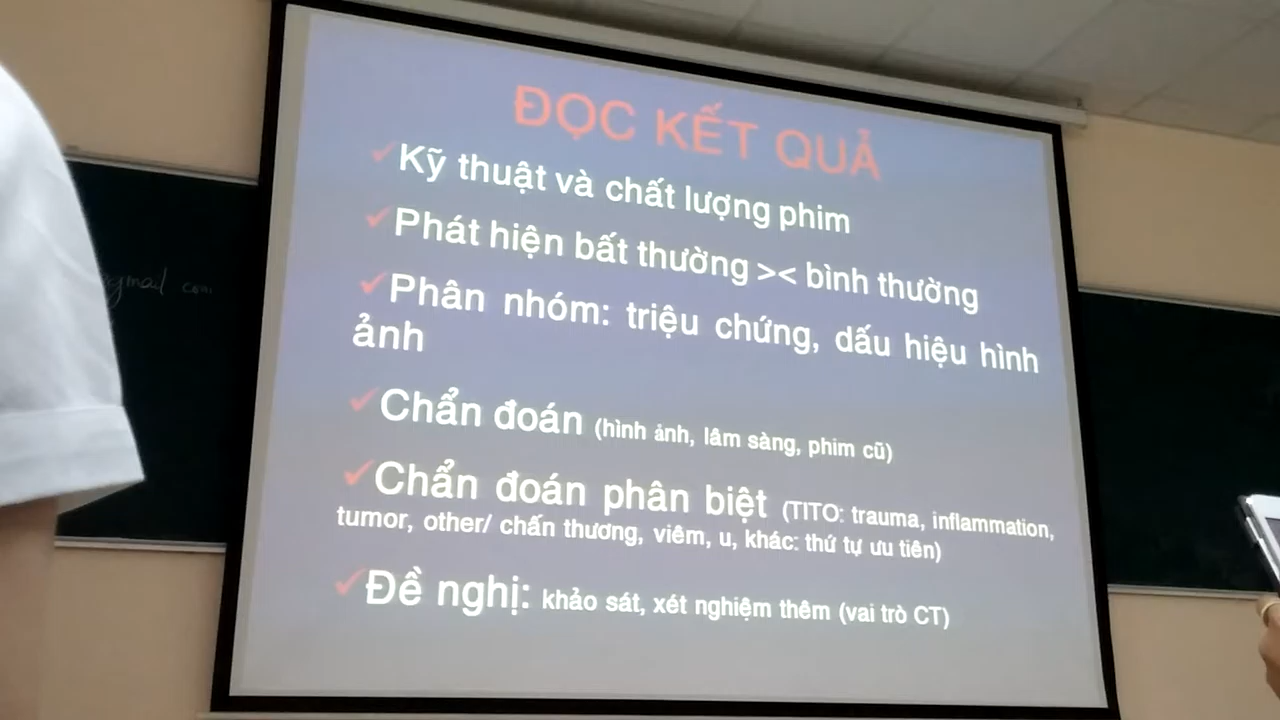 gmail com
ĐỌC KẾT QUẢ
Kỹ thuật và chất lượng phim
Phát hiện bất thường >< bình thường
Phân nhóm: triệu chứng, dấu hiệu hình
ảnh
Chẩn đoán (hình ảnh, lâm sàng, phim cũ)
Chẩn đoán phân biệt (TITO: trauma, inflammation,
tumor, other/ chấn thương, viêm, u, khác: thứ tự ưu tiên)
Đề nghị: khảo sát, xét nghiệm thêm (vai trò CT)